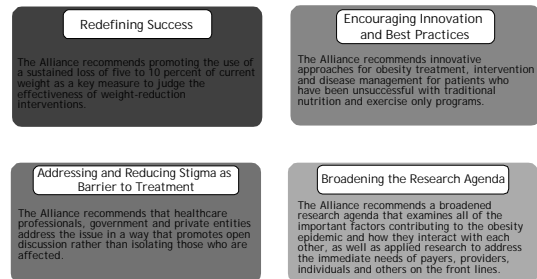 Redefining Success
The Alliance recommends promoting the use of
a sustained loss of five to 10 percent of current
weight as a key measure to judge the
effectiveness of weight-reduction
interventions.
Encouraging Innovation
and Best Practices
The Alliance recommends innovative
approaches for obesity treatment, intervention
and disease management for patients who
have been unsuccessful with traditional
nutrition and exercise only programs.
Addressing and Reducing Stigma as
Barrier to Treatment
The Alliance recommends that healthcare
professionals, government and private entities
address the issue in a way that promotes open
discussion rather than isolating those who are
affected.
Broadening the Research Agenda
The Alliance recommends a broadened
research agenda that examines all of the
important factors contributing to the obesity
epidemic and how they interact with each
other, as well as applied research to address
the immediate needs of payers, providers,
individuals and others on the front lines.